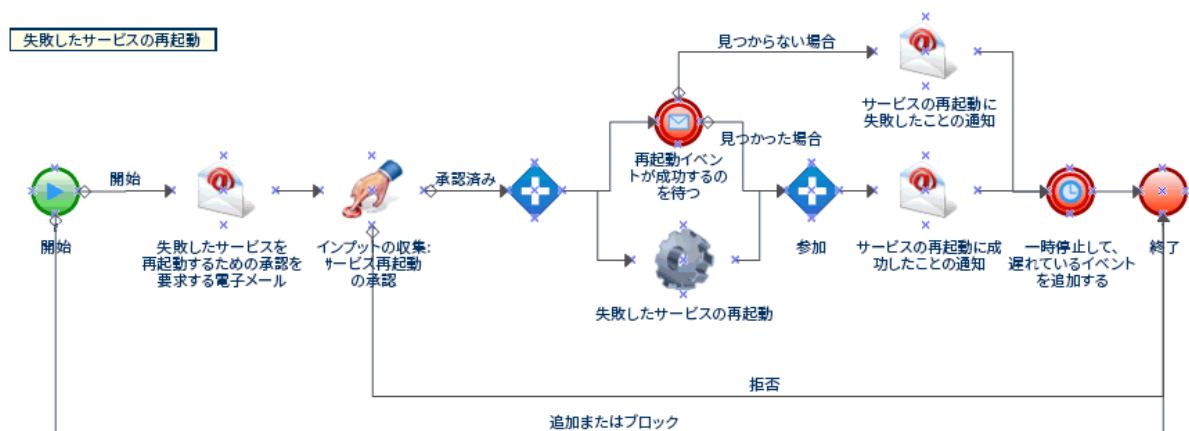 失敗したサービスの再起動
見つからない場合
サービスの再起動に
失敗したことの通知
見つかった場合
再起動イベン
トが成功するの
を待つ
開始
承認済み
開始
失敗したサービスを
再起動するための承認を
要求する電子メール
インプットの収集:
サービス再起動
の承認
参加
サービスの再起動に成
功したことの通知
一時停止して、
遅れているイベント
を追加する
終了
失敗したサービスの再起動
拒否
追加またはブロック